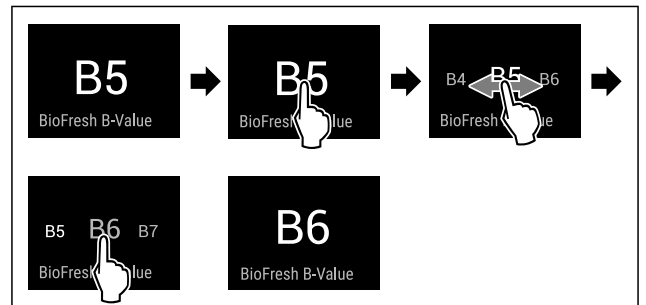 B5
BioFresh B-Value
B5
BioFresh lue
B4 B5 B6
BioFresh ue
B5 B6 B7
BioFresh lue
B6
BioFresh B-Value